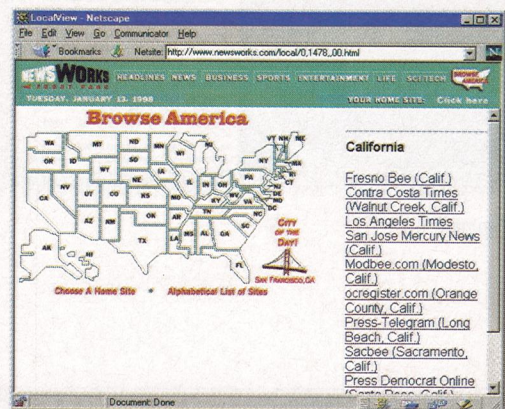 LocalView - Netscape
File Edit View Go Communicator Help
Bookmarks Netsite: http://www.newsworks.com/local/0,1478,,00.html
NEWSWORKS HEADLINES NEWS BUSINESS SPORTS ENTERTAINMENT LIFE SCI/TECH BROWSE AMERICA
FRONT PAGE
TUESDAY, JANUARY 13, 1998 YOUR HOME SITE: Click here
Browse America
WA MT ND MN VT NH ME
OR ID WY SD WI MI NY MA
RI
CT
NV UT CO NE IA IL IN OH PA NJ
DE
MD
DC
CA KS MO KY WV VA
AZ NM OK AR TN NC
SC
TX LA MS AL GA
FL
AK HI
CITY
OF THE
DAY!
SAN FRANCISCO, CA
Choose A Home Site * Alphabetical List of Sites
California
Fresno Bee (Calif.)
Contra Costa Times
(Walnut Creek, Calif.)
Los Angeles Times
San Jose Mercury News
(Calif.)
Modbee.com (Modesto,
Calif.)
ocregister.com (Orange
County, Calif.)
Press-Telegram (Long
Beach, Calif.)
Sacbee (Sacramento,
Calif.)
Press Democrat Online
(Santa Rosa, Calif.)
Document: Done